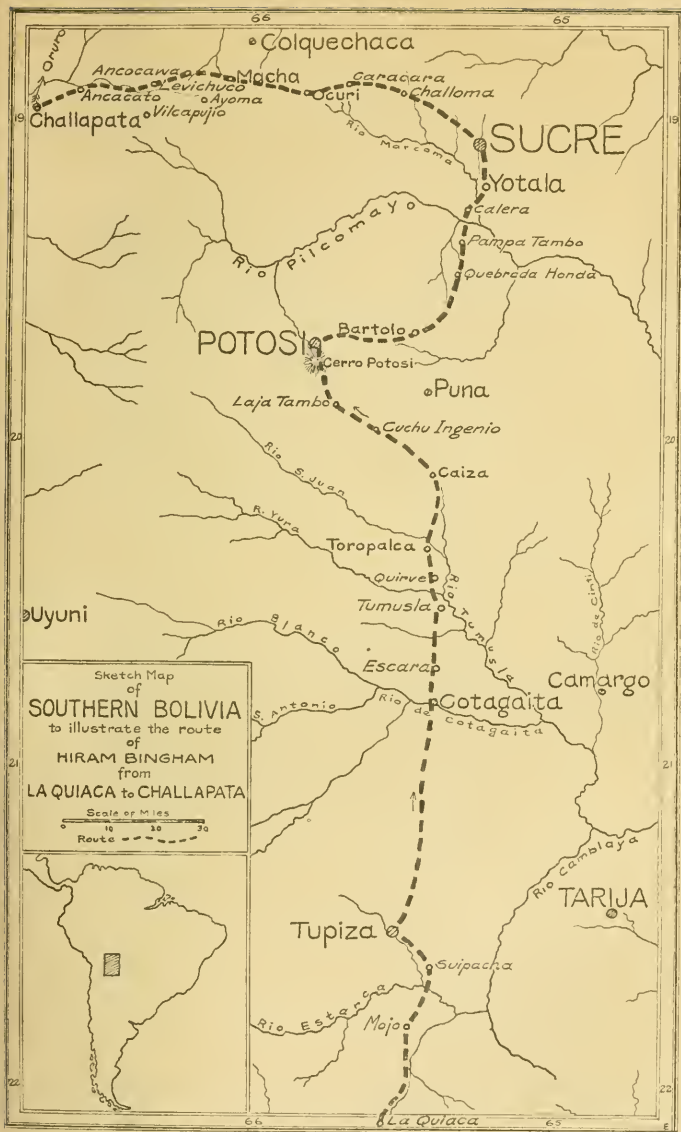 66
65
Oruro
Colquechaca
Ancocawa
Macha
Levichuco
Caracara
Ancacato
Ayoma
Ocuri
Challoma
19
Challapata
Vilcapujio
19
Rio Marcama
SUCRE
Yotala
Calera
Rio Pilcomayo
Pampa Tambo
Quebrada Honda
Bartolo
POTOSI
Cerro Potosi
Puna
Laja Tambo
Cuchu Ingenio
20
20
Caiza
Rio S. Juan
R. Yura
Toropalca
Quirve
Rio Tumusla
Rio de Cinti
Tumusla
Uyuni
Rio Blanco
Escara
Camargo
S. Antonio
Cotagaita
Rio de Cotagaita
Sketch Map
of
SOUTHERN BOLIVIA
to illustrate the route
of
HIRAM BINGHAM
from
LA QUIACA to CHALLAPATA
Scale of Miles
0 10 20 30
Route
21
Rio Camblaya
TARIJA
Tupiza
Suipacha
Rio Estarca
Mojo
22
22
66
La Quiaca
65
E